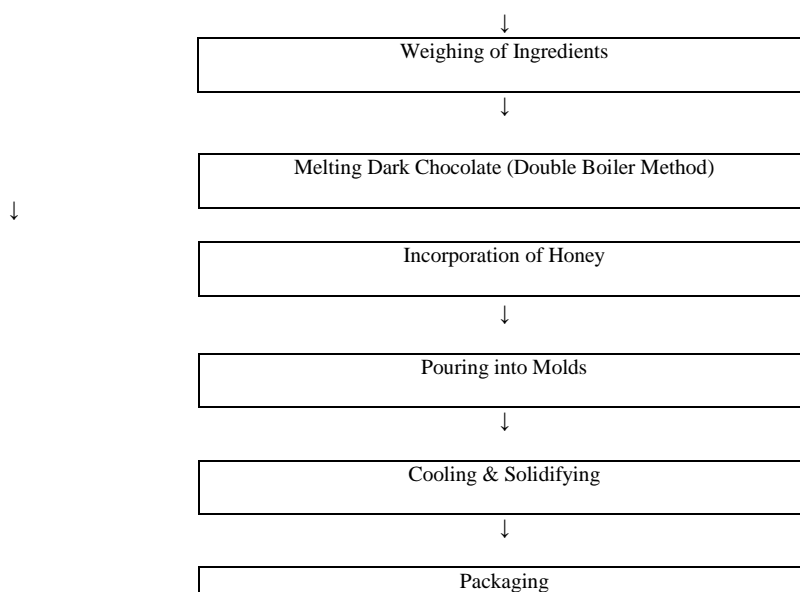 ↓
Weighing of Ingredients
↓
Melting Dark Chocolate (Double Boiler Method)
↓
Incorporation of Honey
↓
Pouring into Molds
↓
Cooling & Solidifying
↓
Packaging